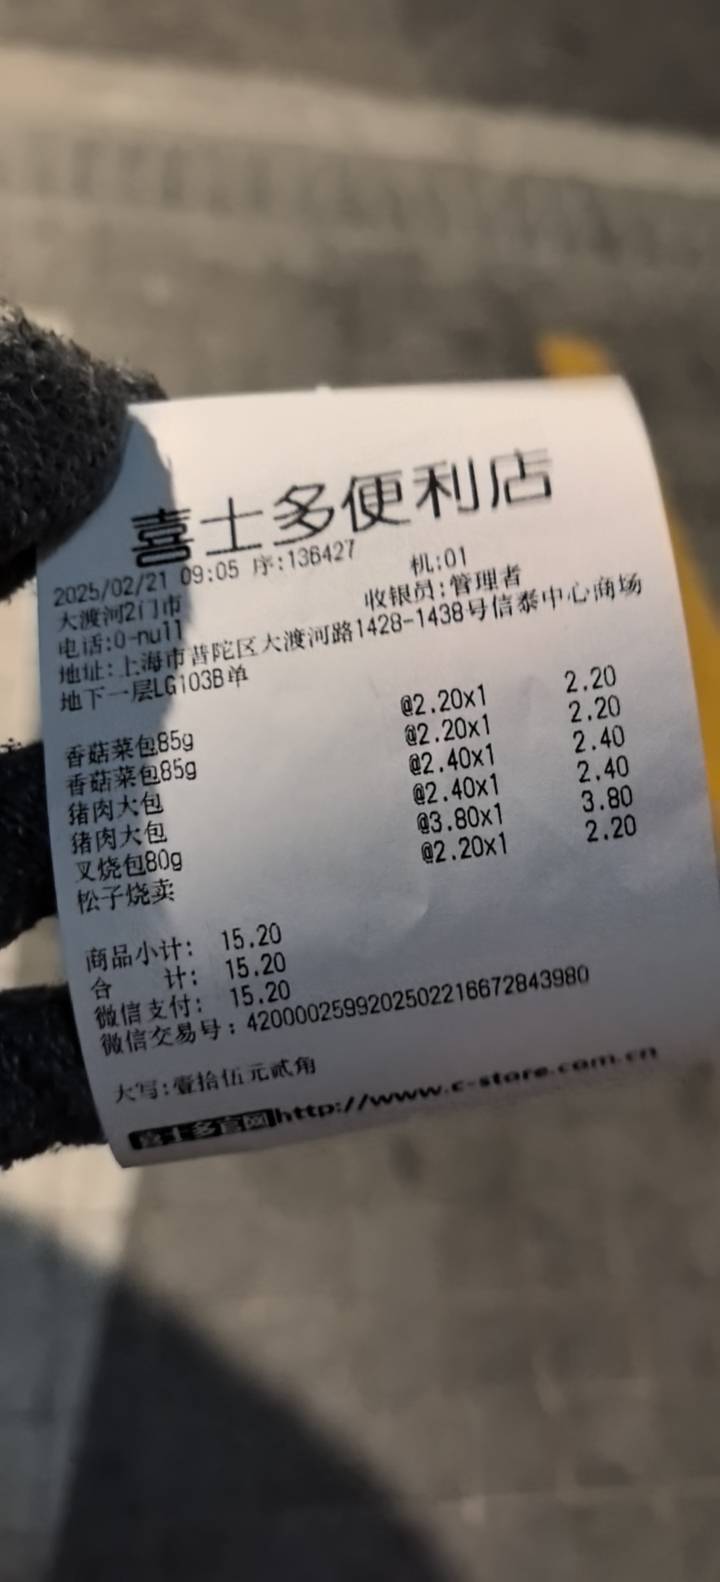 喜士多便利店
2025/02/21 09:05 序:136427 机:01
大渡河2门市 收银员:管理者
电话:0-null
地址:上海市普陀区大渡河路1428-1438号信泰中心商场
地下一层LG103B单
香菇菜包85g @2.20x1 2.20
香菇菜包85g @2.20x1 2.20
猪肉大包 @2.40x1 2.40
猪肉大包 @2.40x1 2.40
叉烧包80g @3.80x1 3.80
松子烧卖 @2.20x1 2.20
商品小计: 15.20
合 计: 15.20
微信支付: 15.20
微信交易号:4200002599202502216672843980
大写:壹拾伍元贰角
喜士多官网http://www.c-store.com.cn